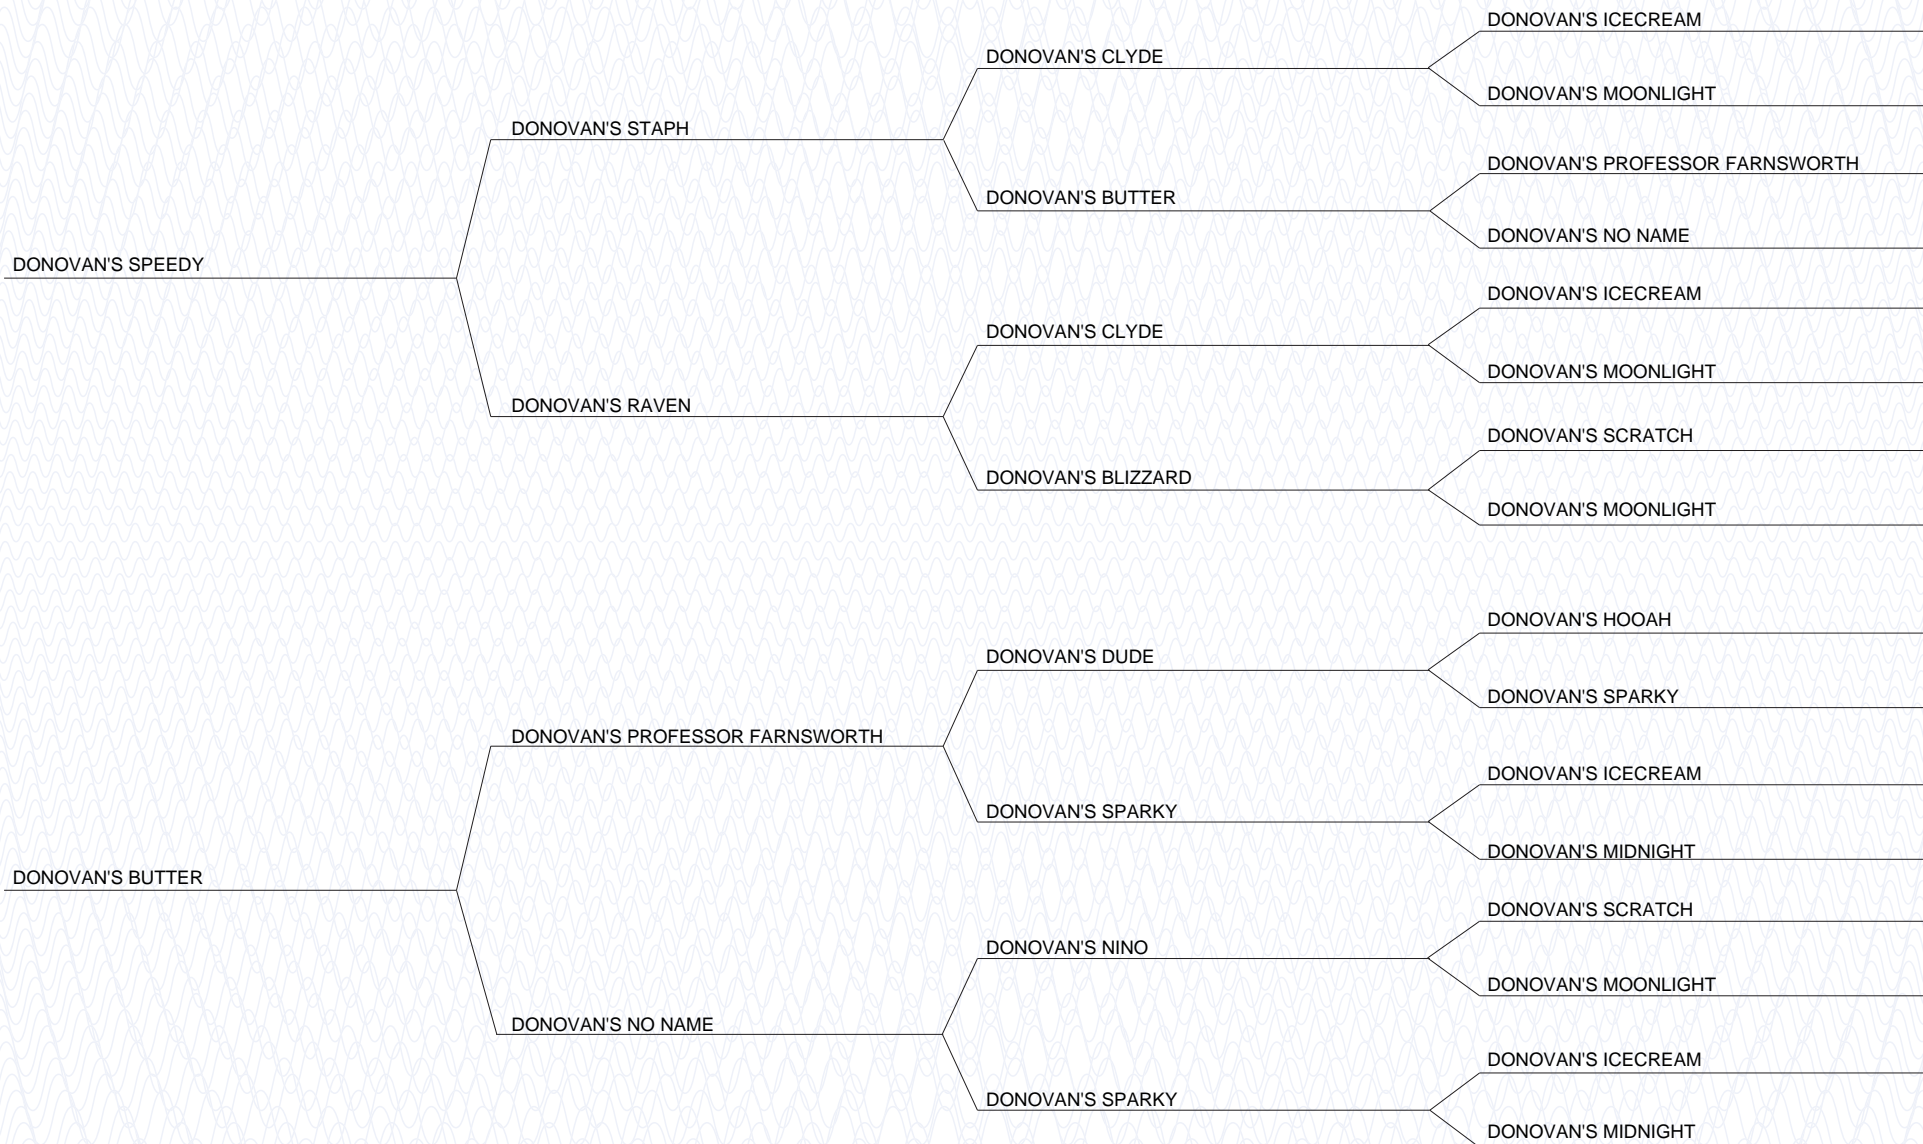 DONOVAN'S ICECREAM
DONOVAN'S CLYDE
DONOVAN'S MOONLIGHT
DONOVAN'S STAPH
DONOVAN'S PROFESSOR FARNSWORTH
DONOVAN'S BUTTER
DONOVAN'S NO NAME
DONOVAN'S SPEEDY
DONOVAN'S ICECREAM
DONOVAN'S CLYDE
DONOVAN'S MOONLIGHT
DONOVAN'S RAVEN
DONOVAN'S SCRATCH
DONOVAN'S BLIZZARD
DONOVAN'S MOONLIGHT
DONOVAN'S HOOAH
DONOVAN'S DUDE
DONOVAN'S SPARKY
DONOVAN'S PROFESSOR FARNSWORTH
DONOVAN'S ICECREAM
DONOVAN'S SPARKY
DONOVAN'S MIDNIGHT
DONOVAN'S BUTTER
DONOVAN'S SCRATCH
DONOVAN'S NINO
DONOVAN'S MOONLIGHT
DONOVAN'S NO NAME
DONOVAN'S ICECREAM
DONOVAN'S SPARKY
DONOVAN'S MIDNIGHT